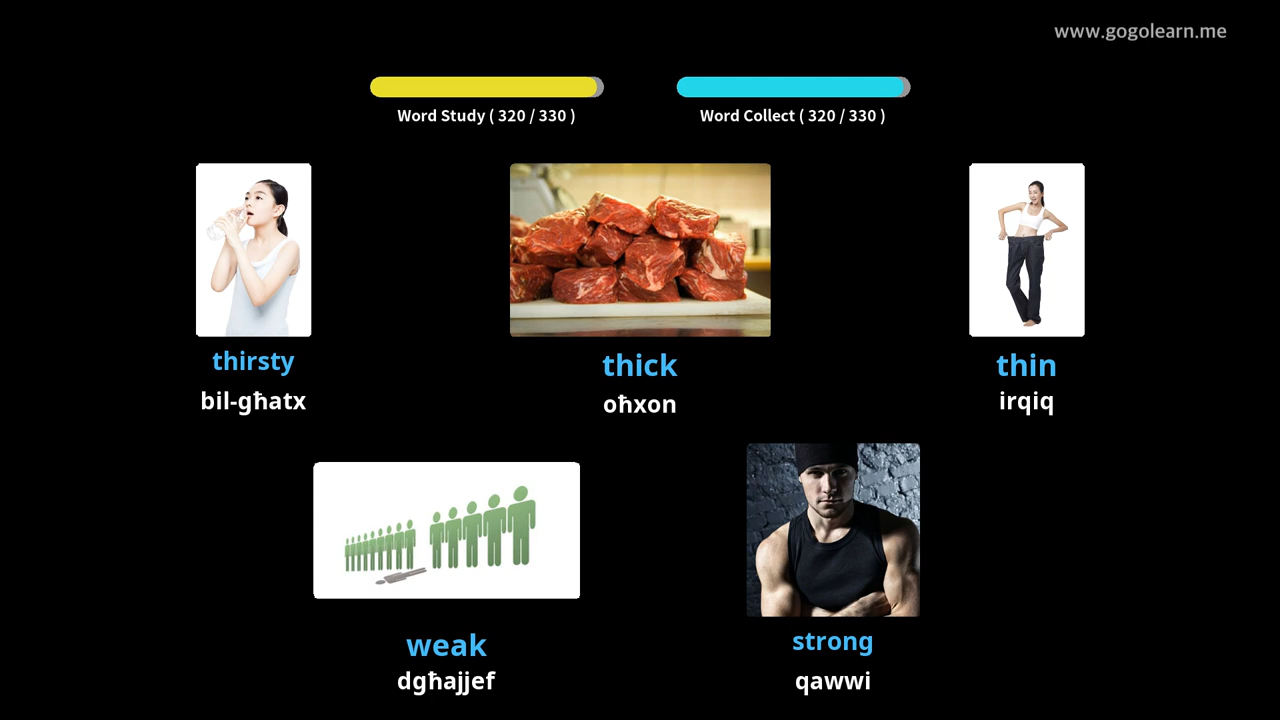 www.gogolearn.me
Word Study ( 320 / 330 )
Word Collect ( 320 / 330 )
thirsty
bil-għatx
thick
oħxon
thin
irqiq
weak
dgħajjef
strong
qawwi